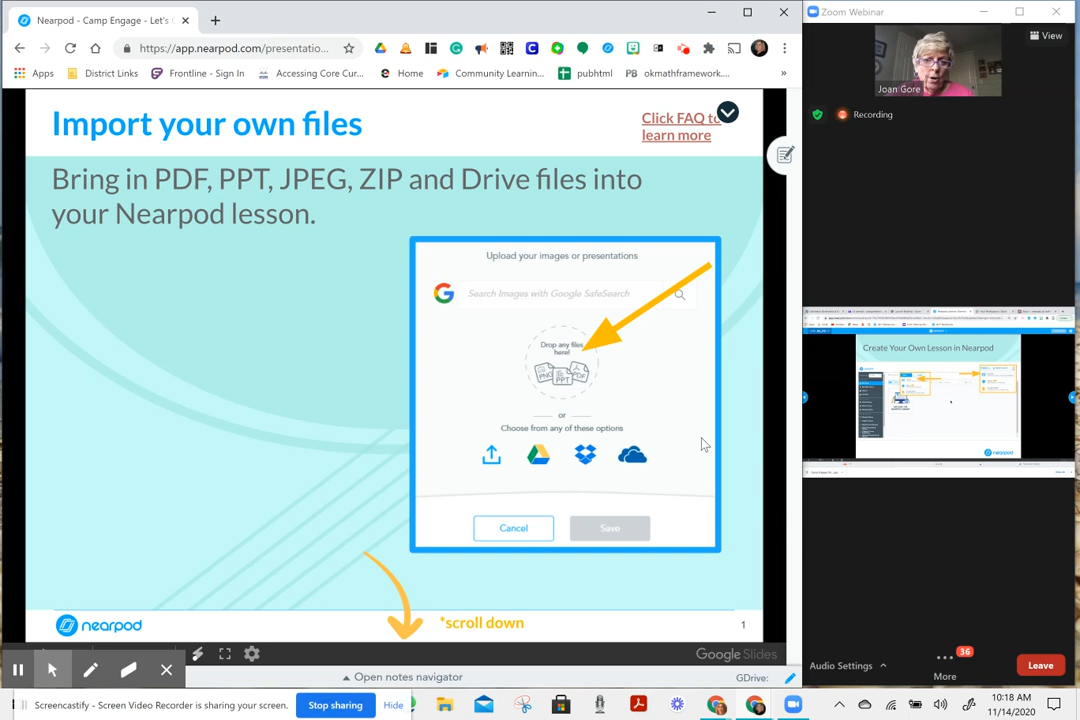 Nearpod - Camp Engage - Let's
https://app.nearpod.com/presentatio...
Apps
District Links
Frontline - Sign In
Accessing Core Cur...
Home
Community Learnin...
pubhtml
PB okmathframework....
»
Import your own files
Click FAQ to
learn more
Bring in PDF, PPT, JPEG, ZIP and Drive files into
your Nearpod lesson.
Upload your images or presentations
Search Images with Google SafeSearch
Drop any files
here!
PNG
PPT
PDF
or
Choose from any of these options
Cancel
Save
*scroll down
nearpod
1
Google Slides
Open notes navigator
GDrive:
Screencastify - Screen Video Recorder is sharing your screen.
Stop sharing
Hide
Zoom Webinar
View
Joan Gore
Recording
Create Your Own Lesson in Nearpod
nearpod
Audio Settings
36
More
Leave
10:18 AM
11/14/2020